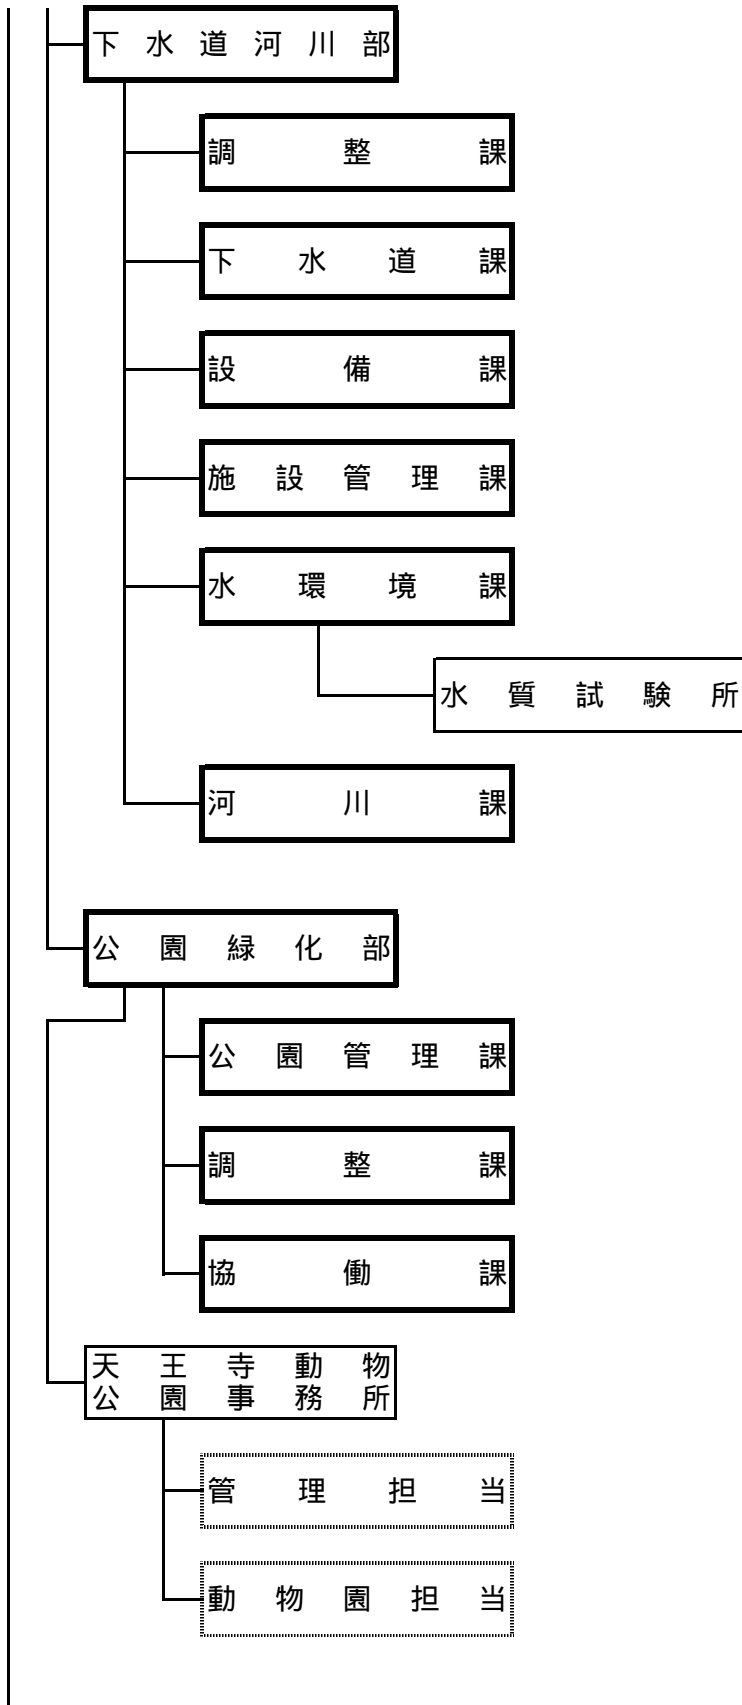 下水道河川部
調整課
下水道課
設備課
施設管理課
水環境課
水質試験所
河川課
公園緑化部
公園管理課
調整課
協働課
天王寺動物
公園事務所
管理担当
動物園担当